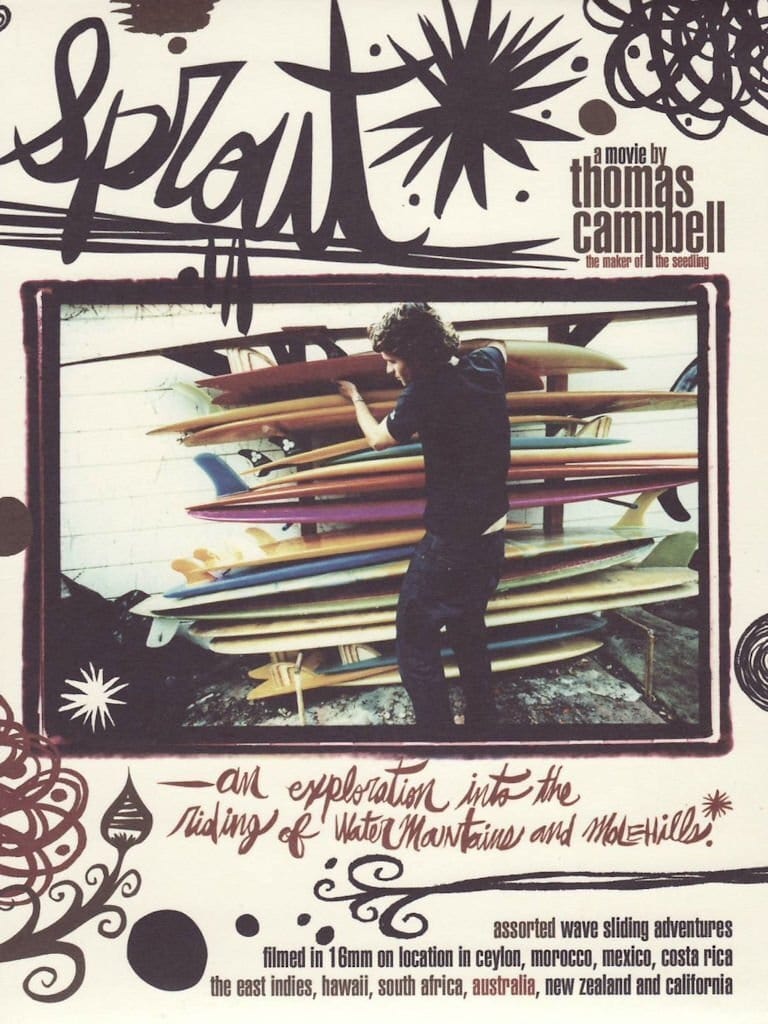 sprout
a movie by
thomas
campbell
the maker of the seedling
—an exploration into the
riding of Water Mountains and MoleHills.*
assorted wave sliding adventures
filmed in 16mm on location in ceylon, morocco, mexico, costa rica
the east indies, hawaii, south africa, australia, new zealand and california